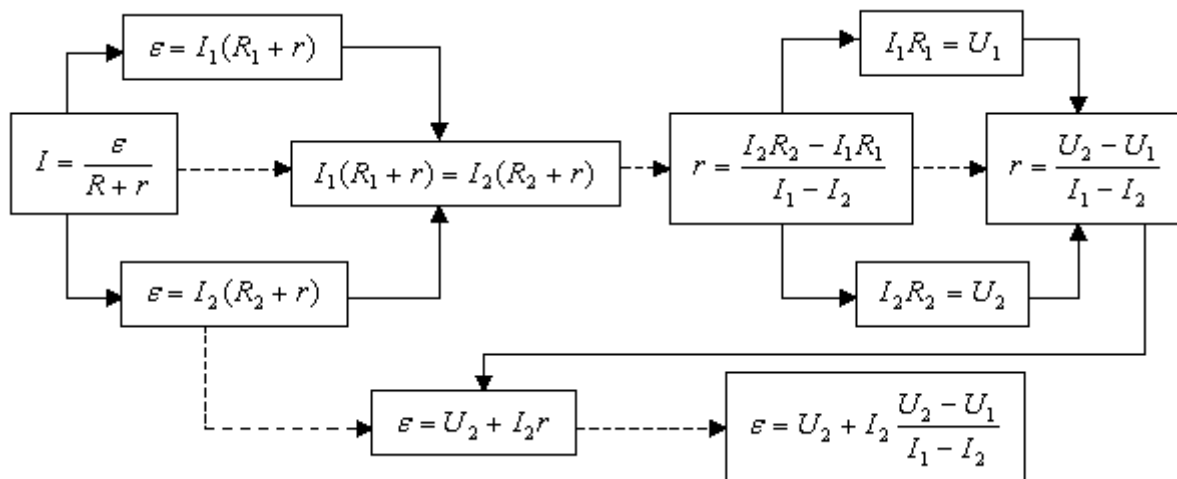 ε = I₁(R₁ + r)
I₁R₁ = U₁
I = ε / (R + r)
I₁(R₁ + r) = I₂(R₂ + r)
r = (I₂R₂ − I₁R₁) / (I₁ − I₂)
r = (U₂ − U₁) / (I₁ − I₂)
ε = I₂(R₂ + r)
I₂R₂ = U₂
ε = U₂ + I₂r
ε = U₂ + I₂ (U₂ − U₁) / (I₁ − I₂)